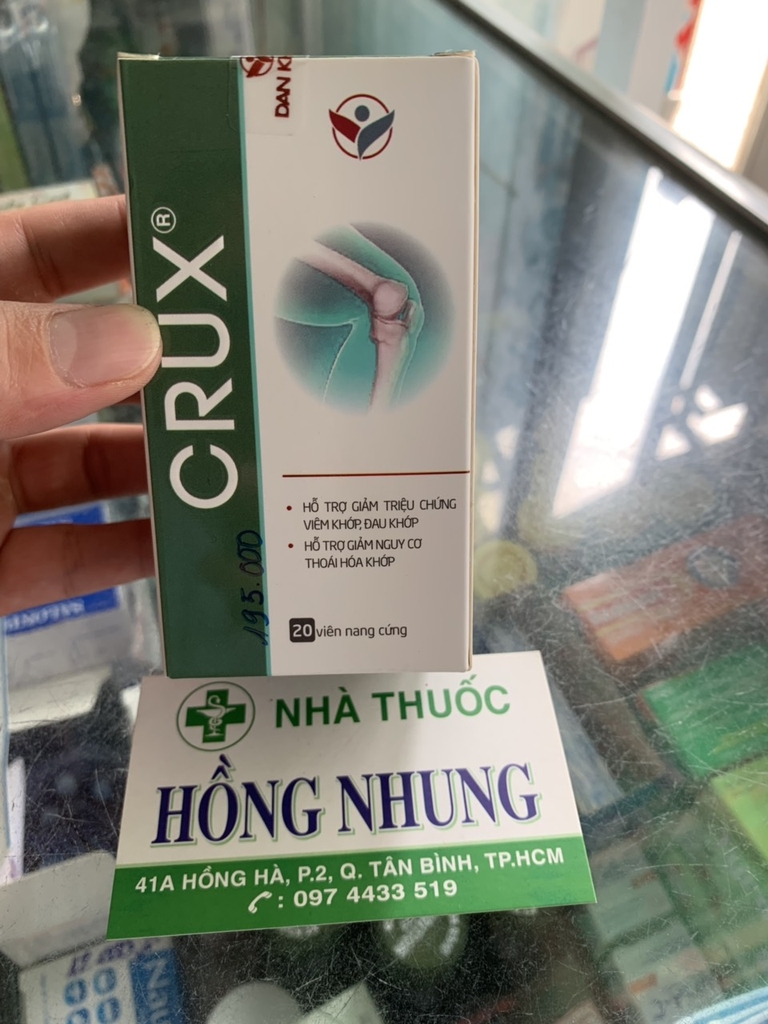 DAN K
CRUX®
HỖ TRỢ GIẢM TRIỆU CHỨNG
VIÊM KHỚP, ĐAU KHỚP
HỖ TRỢ GIẢM NGUY CƠ
THOÁI HÓA KHỚP
195.000
20 viên nang cứng
NHÀ THUỐC
HỒNG NHUNG
41A HỒNG HÀ, P.2, Q. TÂN BÌNH, TP.HCM
: 097 4433 519